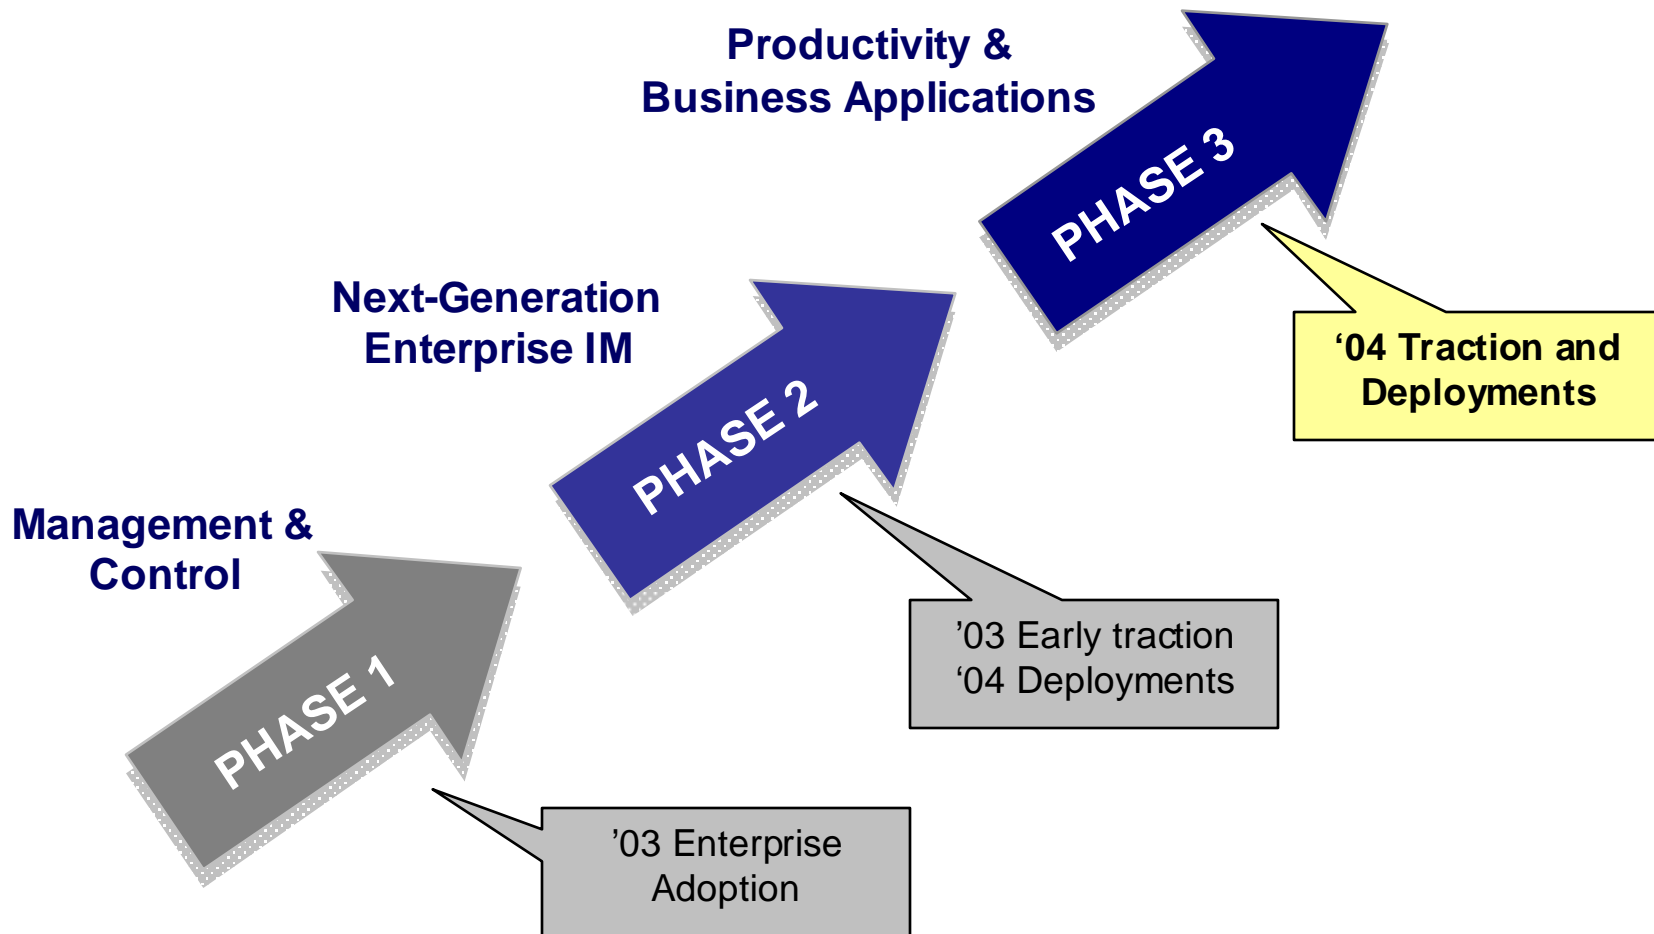 Productivity &
Business Applications
PHASE 3
‘04 Traction and
Deployments
Next-Generation
Enterprise IM
PHASE 2
’03 Early traction
‘04 Deployments
Management &
Control
PHASE 1
’03 Enterprise
Adoption